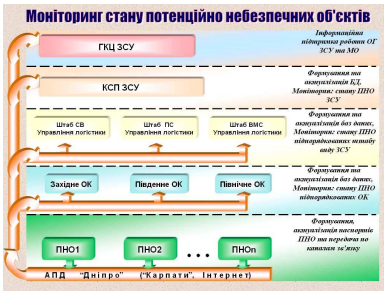 Моніторинг стану потенційно небезпечних об'єктів
ГКЦ ЗСУ
Інформаційна
підтримка роботи ОГ
ЗСУ та МО
КСП ЗСУ
Формування та
актуалізація БД,
Моніторинг стану ПНО
ЗСУ
Штаб СВ
Управління логістики
Штаб ПС
Управління логістики
Штаб ВМС
Управління логістики
Формування та
актуалізація баз даних,
Моніторинг стану ПНО
підпорядкованих штабу
виду ЗСУ
Західне ОК
Південне ОК
Північне ОК
Формування та
актуалізація баз даних,
Моніторинг стану ПНО
підпорядкованих ОК
ПНО1
ПНО2
• • •
ПНОn
Формування,
актуалізація паспортів
ПНО та передача по
каналам зв'язку
АПД "Дніпро" ("Карпати", Інтернет)